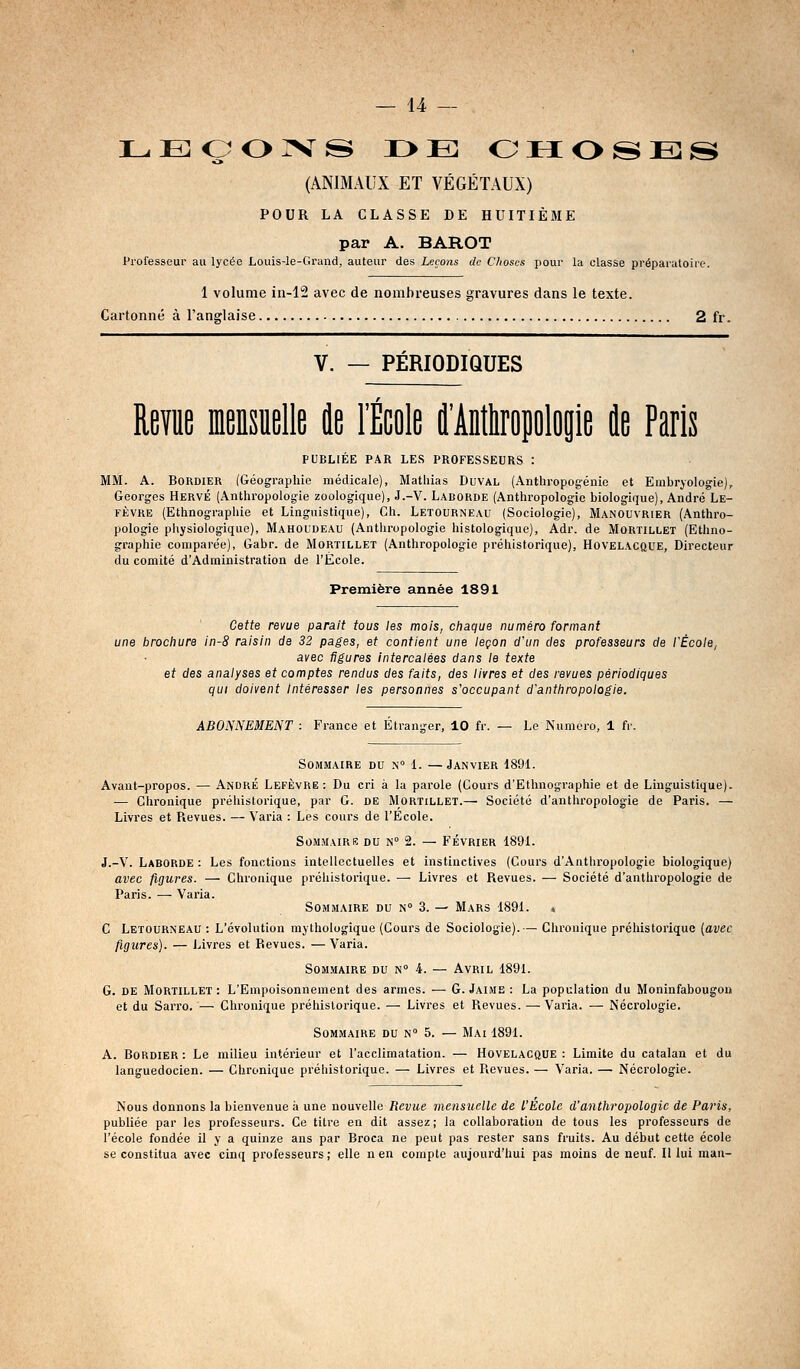 — 14 —
LEÇONS DE CHOSES
(ANIMAUX ET VÉGÉTAUX)
POUR LA CLASSE DE HUITIÈME
par A. BAROT
Professeur au lycée Louis-le-Grand, auteur des Leçons de Choses pour la classe préparatoire.
1 volume in-12 avec de nombreuses gravures dans le texte.
Cartonné à l'anglaise........................................ 2 fr.
V. — PÉRIODIQUES
Revue mensuelle de l'École d'Anthropologie de Paris
PUBLIÉE PAR LES PROFESSEURS :
MM. A. BORDIER (Géographie médicale), Mathias DUVAL (Anthropogénie et Embryologie),
Georges HERVÉ (Anthropologie zoologique), J.-V. LABORDE (Anthropologie biologique), André LE-
FÈVRE (Ethnographie et Linguistique), Ch. LETOURNEAU (Sociologie), MANOUVRIER (Anthro-
pologie physiologique), MAHOUDEAU (Anthropologie histologique), Adr. de MORTILLET (Ethno-
graphie comparée), Gabr. de MORTILLET (Anthropologie préhistorique), HOVELACQUE, Directeur
du comité d'Administration de l'École.
Première année 1891
Cette revue parait tous les mois, chaque numéro formant
une brochure in-8 raisin de 32 pages, et contient une leçon d'un des professeurs de l'École,
avec figures intercalées dans le texte
et des analyses et comptes rendus des faits, des livres et des revues périodiques
qui doivent intéresser les personnes s'occupant d'anthropologie.
ABONNEMENT : France et Étranger, 10 fr. — Le Numéro, 1 fr.
SOMMAIRE DU N° 1. — JANVIER 1891.
Avant-propos. — ANDRÉ LEFÈVRE : Du cri à la parole (Cours d'Ethnographie et de Linguistique).
— Chronique préhistorique, par G. DE MORTILLET. — Société d'anthropologie de Paris. —
Livres et Revues. — Varia : Les cours de l'École.
SOMMAIRE DU N° 2. — FÉVRIER 1891.
J.-V. LABORDE : Les fonctions intellectuelles et instinctives (Cours d'Anthropologie biologique)
avec figures. — Chronique préhistorique. — Livres et Revues. — Société d'anthropologie de
Paris. — Varia.
SOMMAIRE DU N° 3. — MARS 1891.
C LETOURNEAU : L'évolution mythologique (Cours de Sociologie). — Chronique préhistorique (avec
figures). — Livres et Revues. — Varia.
SOMMAIRE DU N° 4. — AVRIL 1891.
G. DE MORTILLET : L'Empoisonnement des armes. — G. JAIME : La population du Moninfabougou
et du Sarro. — Chronique préhistorique. — Livres et Revues. — Varia. — Nécrologie.
SOMMAIRE DU N° 5. — MAI 1891.
A. BORDIER : Le milieu intérieur et l'acclimatation. — HOVELACQUE : Limite du catalan et du
languedocien. — Chronique préhistorique. — Livres et Revues. — Varia. — Nécrologie.
Nous donnons la bienvenue à une nouvelle Revue mensuelle de l'École d'anthropologie de Paris,
publiée par les professeurs. Ce titre en dit assez; la collaboration de tous les professeurs de
l'école fondée il y a quinze ans par Broca ne peut pas rester sans fruits. Au début cette école
se constitua avec cinq professeurs; elle n en compte aujourd'hui pas moins de neuf. Il lui man-